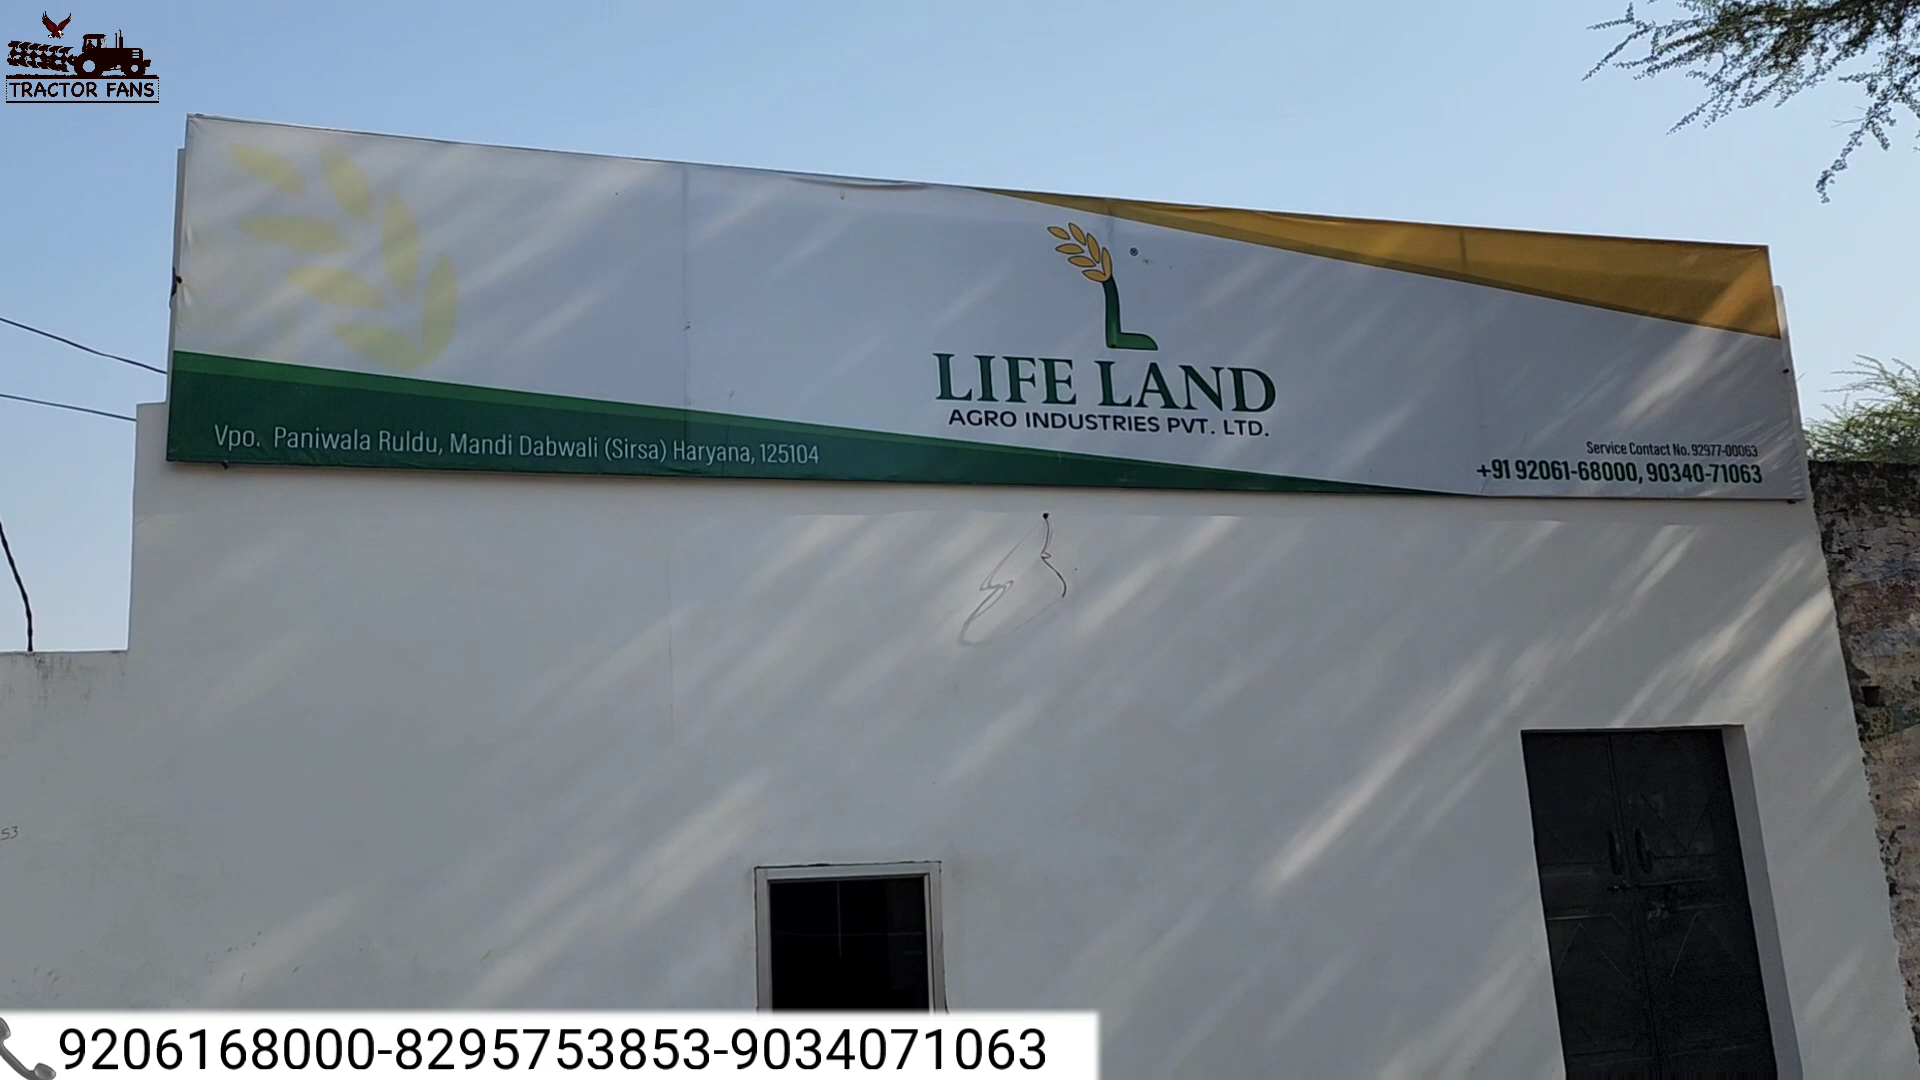 TRACTOR FANS
LIFE LAND
AGRO INDUSTRIES PVT. LTD.
Vpo. Paniwala Ruldu, Mandi Dabwali (Sirsa) Haryana, 125104
Service Contact No. 92977-00063
+91 92061-68000, 90340-71063
53
9206168000-8295753853-9034071063